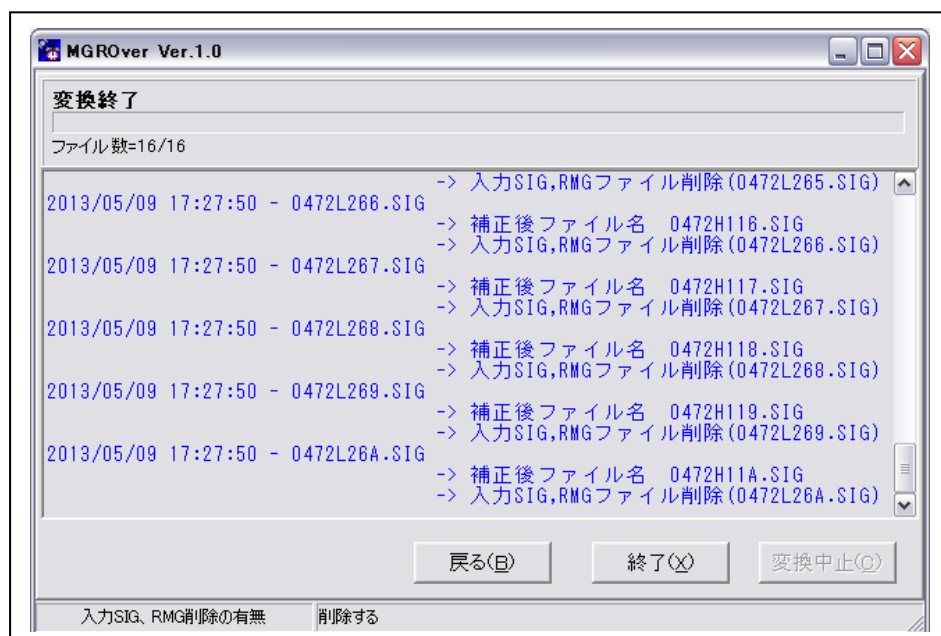 MGROver Ver.1.0
変換終了
ファイル数=16/16
-> 入力SIG,RMGファイル削除(0472L265.SIG)
2013/05/09 17:27:50 - 0472L266.SIG
-> 補正後ファイル名 0472H116.SIG
-> 入力SIG,RMGファイル削除(0472L266.SIG)
2013/05/09 17:27:50 - 0472L267.SIG
-> 補正後ファイル名 0472H117.SIG
-> 入力SIG,RMGファイル削除(0472L267.SIG)
2013/05/09 17:27:50 - 0472L268.SIG
-> 補正後ファイル名 0472H118.SIG
-> 入力SIG,RMGファイル削除(0472L268.SIG)
2013/05/09 17:27:50 - 0472L269.SIG
-> 補正後ファイル名 0472H119.SIG
-> 入力SIG,RMGファイル削除(0472L269.SIG)
2013/05/09 17:27:50 - 0472L26A.SIG
-> 補正後ファイル名 0472H11A.SIG
-> 入力SIG,RMGファイル削除(0472L26A.SIG)
戻る(B) 終了(X) 変換中止(C)
入力SIG、RMG削除の有無 削除する